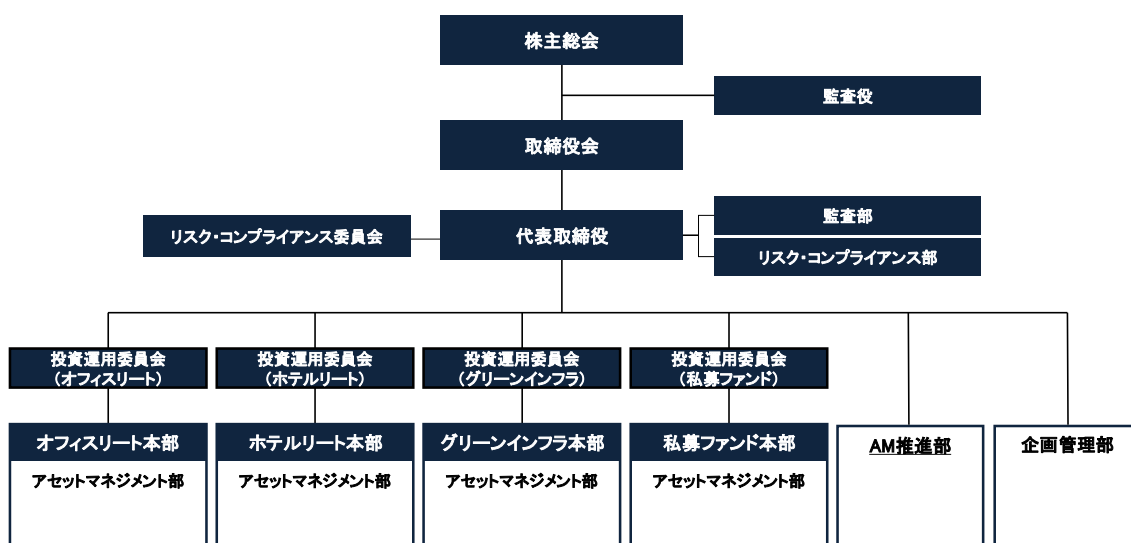 株主総会
監査役
取締役会
監査部
リスク・コンプライアンス委員会
代表取締役
リスク・コンプライアンス部
投資運用委員会
(オフィスリート)
投資運用委員会
(ホテルリート)
投資運用委員会
(グリーンインフラ)
投資運用委員会
(私募ファンド)
オフィスリート本部
アセットマネジメント部
ホテルリート本部
アセットマネジメント部
グリーンインフラ本部
アセットマネジメント部
私募ファンド本部
アセットマネジメント部
AM推進部
企画管理部